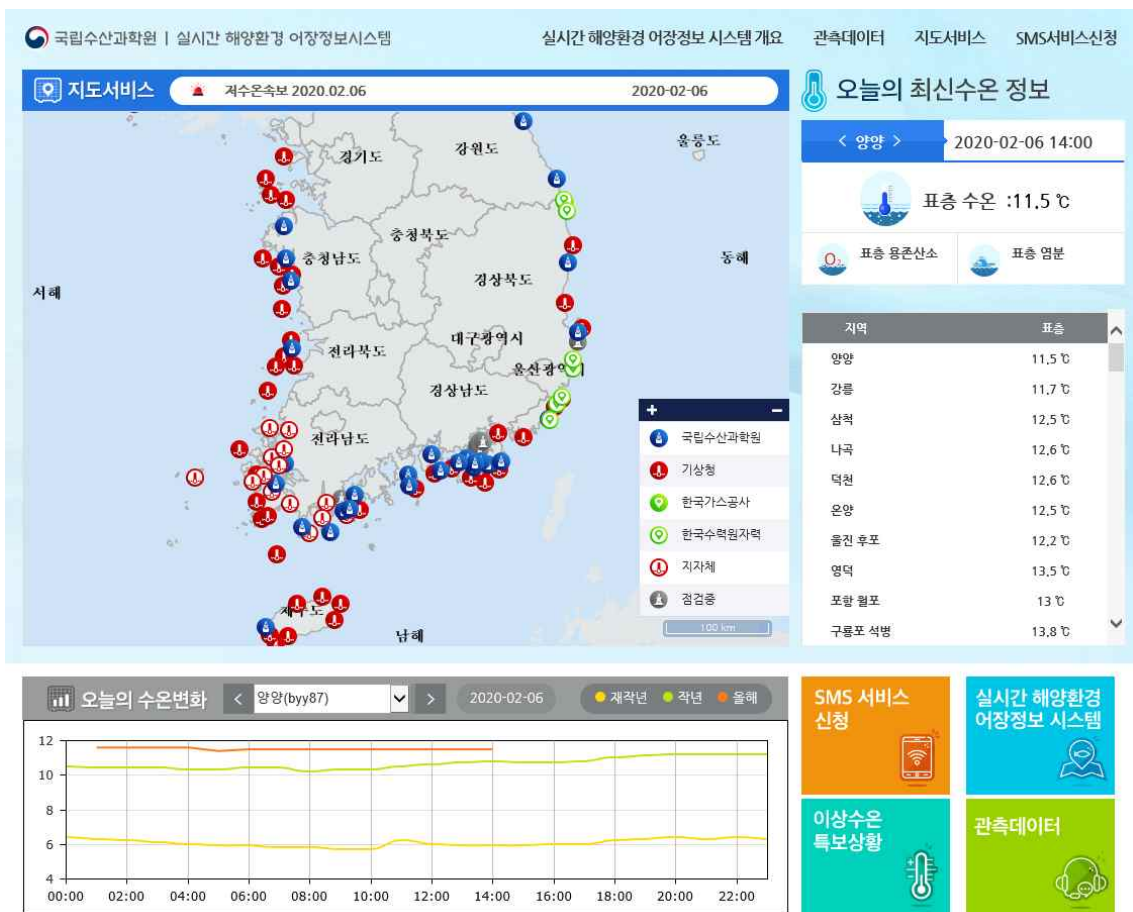 국립수산과학원 | 실시간 해양환경 어장정보시스템
실시간 해양환경 어장정보 시스템 개요 관측데이터 지도서비스 SMS서비스신청
지도서비스 저수온속보 2020.02.06 2020-02-06
경기도
강원도
울릉도
충청북도
충청남도
동해
경상북도
서해
대구광역시
전라북도
울산광역시
경상남도
전라남도
제주도
남해
+ −
국립수산과학원
기상청
한국가스공사
한국수력원자력
지자체
점검중
100 km
오늘의 최신수온 정보
< 양양 > 2020-02-06 14:00
표층 수온 :11.5 ℃
O₂ 표층 용존산소 표층 염분
지역 표층
양양 11.5 ℃
강릉 11.7 ℃
삼척 12.5 ℃
나곡 12.6 ℃
덕천 12.6 ℃
온양 12.5 ℃
울진 후포 12.2 ℃
영덕 13.5 ℃
포항 월포 13 ℃
구룡포 석병 13.8 ℃
오늘의 수온변화 < 양양(byy87) > 2020-02-06 재작년 작년 올해
12
10
8
6
4
00:00 02:00 04:00 06:00 08:00 10:00 12:00 14:00 16:00 18:00 20:00 22:00
SMS 서비스
신청
실시간 해양환경
어장정보 시스템
이상수온
특보상황
관측데이터